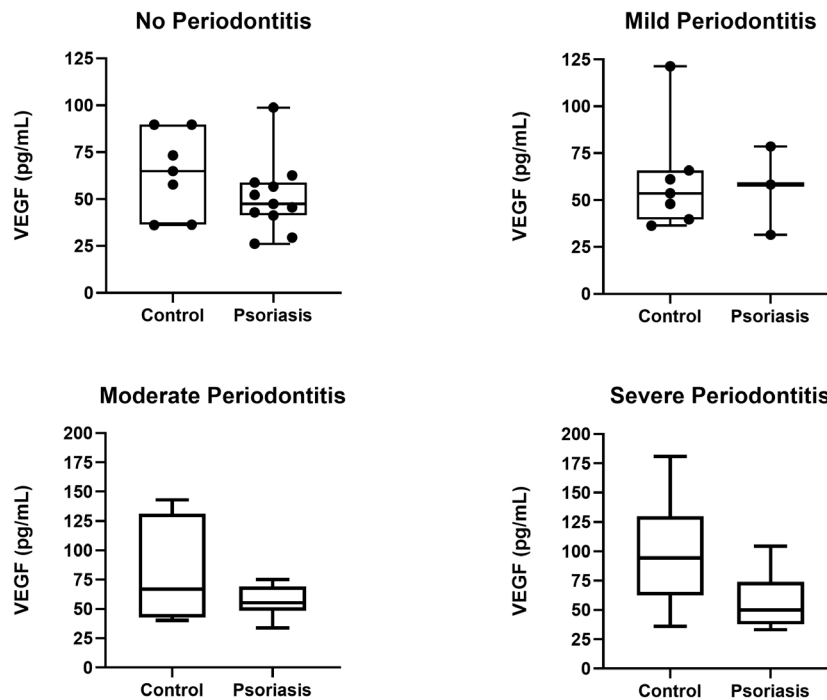 No Periodontitis
VEGF (pg/mL)
125
100
75
50
25
0
Control Psoriasis
Mild Periodontitis
VEGF (pg/mL)
125
100
75
50
25
0
Control Psoriasis
Moderate Periodontitis
VEGF (pg/mL)
200
175
150
125
100
75
50
25
0
Control Psoriasis
Severe Periodontitis
VEGF (pg/mL)
200
175
150
125
100
75
50
25
0
Control Psoriasis